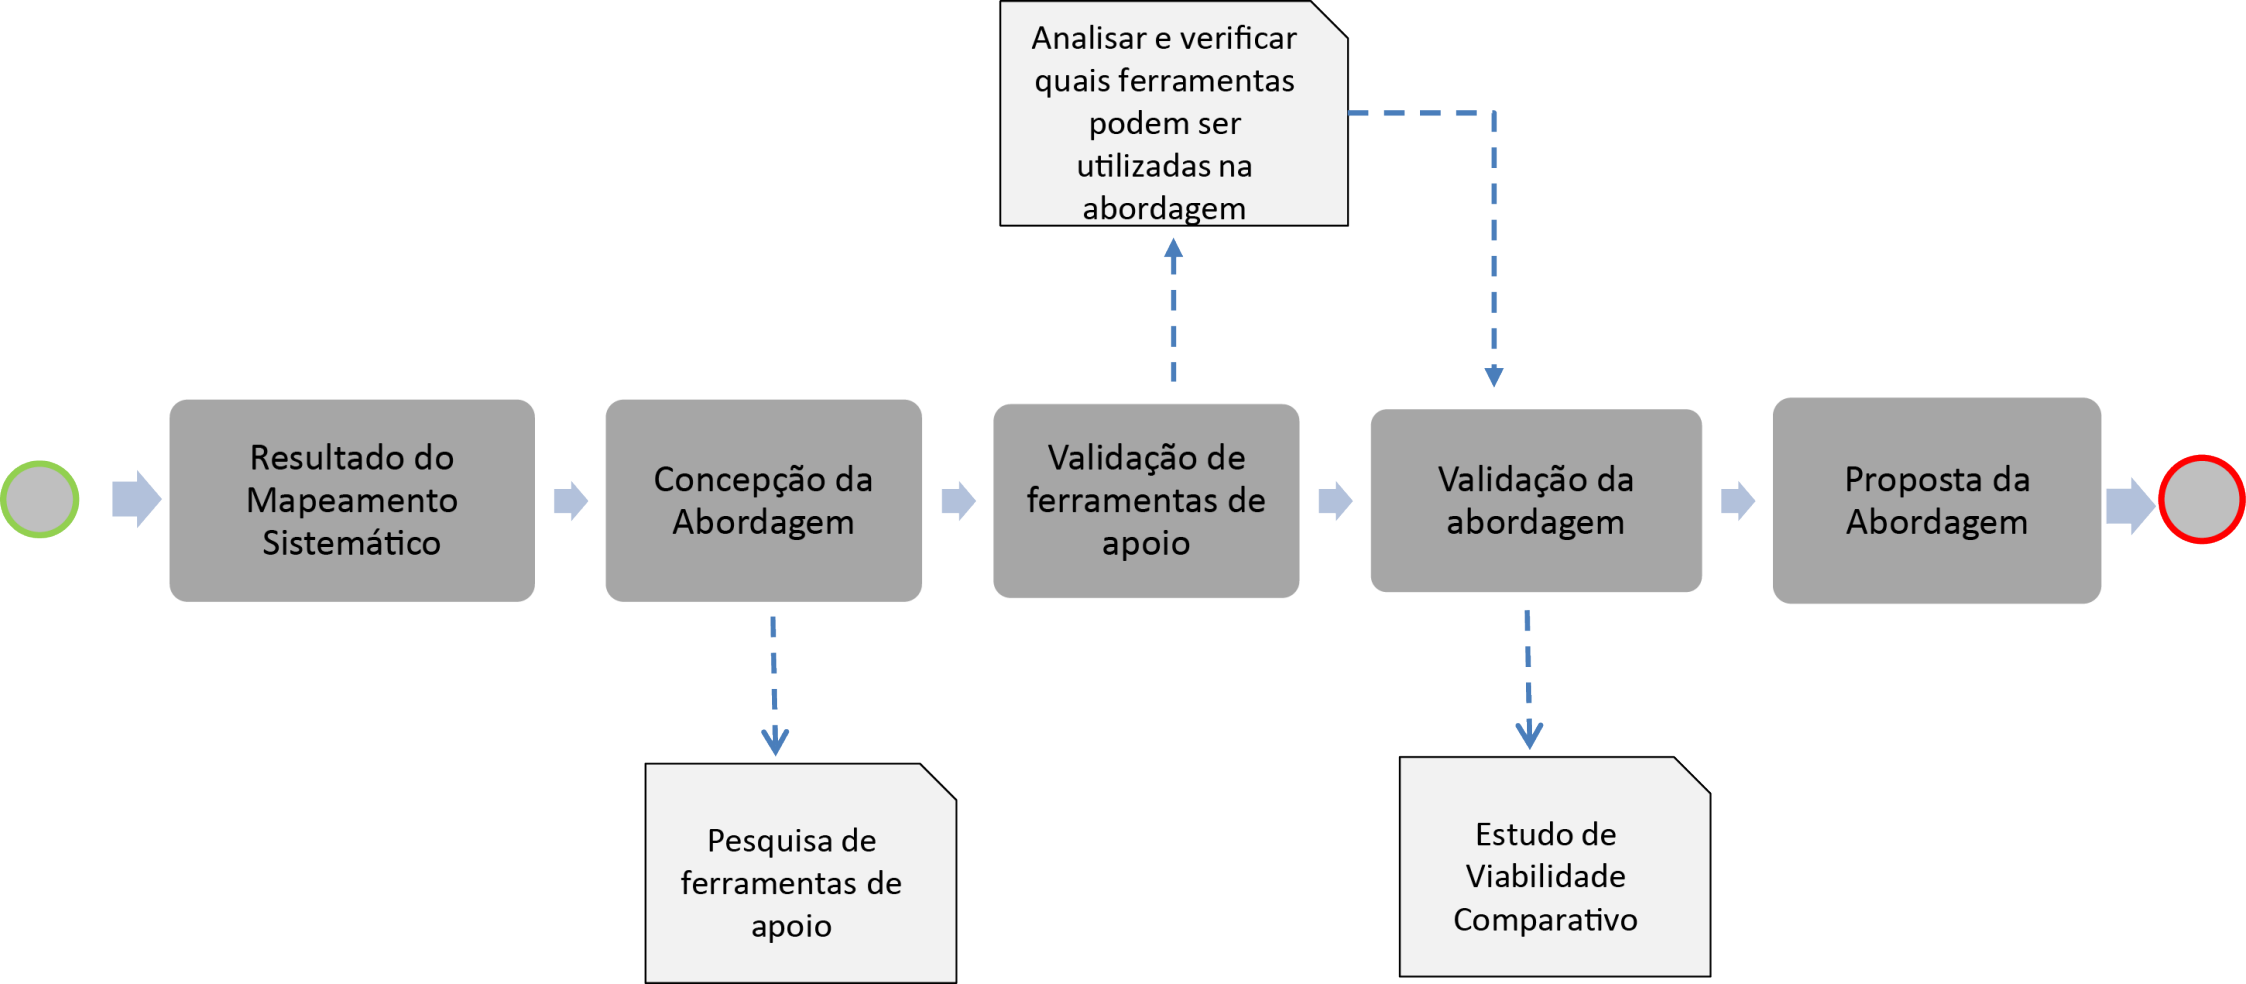 Analisar e verificar
quais ferramentas
podem ser
utilizadas na
abordagem
Resultado do
Mapeamento
Sistemático
Concepção da
Abordagem
Validação de
ferramentas de
apoio
Validação da
abordagem
Proposta da
Abordagem
Pesquisa de
ferramentas de
apoio
Estudo de
Viabilidade
Comparativo